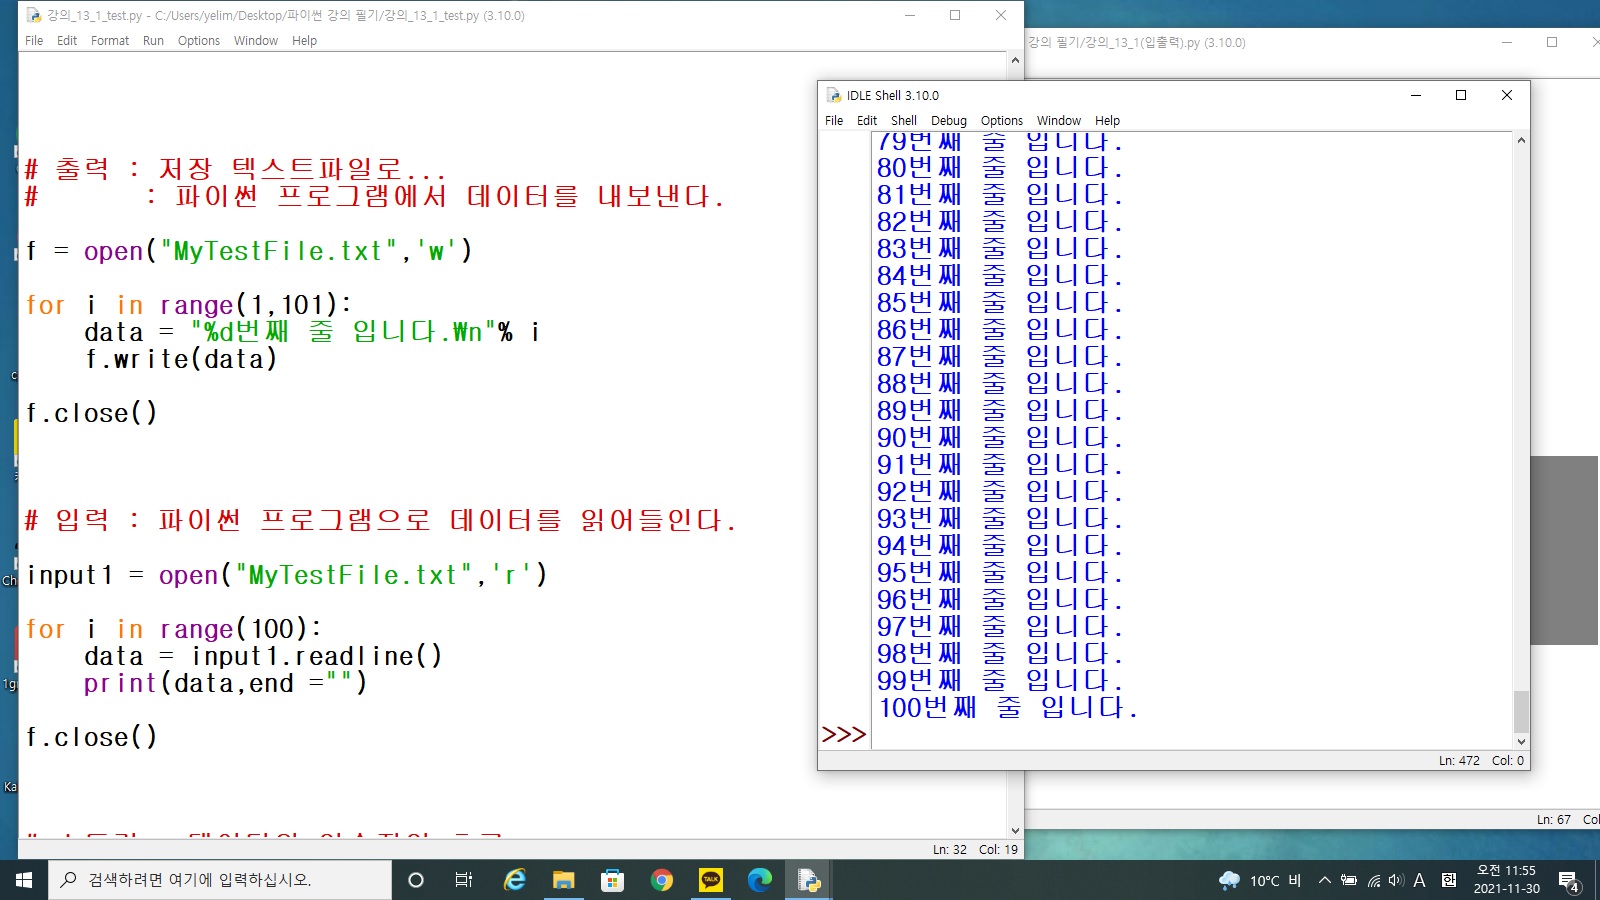 강의_13_1_test.py - C:/Users/yelim/Desktop/파이썬 강의 필기/강의_13_1_test.py (3.10.0)
File Edit Format Run Options Window Help
# 출력 : 저장 텍스트파일로...
# : 파이썬 프로그램에서 데이터를 내보낸다.
f = open("MyTestFile.txt",'w')
for i in range(1,101):
data = "%d번째 줄 입니다.₩n"% i
f.write(data)
f.close()
# 입력 : 파이썬 프로그램으로 데이터를 읽어들인다.
input1 = open("MyTestFile.txt",'r')
for i in range(100):
data = input1.readline()
print(data,end ="")
f.close()
Ln: 32 Col: 19
강의 필기/강의_13_1(입출력).py (3.10.0)
IDLE Shell 3.10.0
File Edit Shell Debug Options Window Help
79번째 줄 입니다.
80번째 줄 입니다.
81번째 줄 입니다.
82번째 줄 입니다.
83번째 줄 입니다.
84번째 줄 입니다.
85번째 줄 입니다.
86번째 줄 입니다.
87번째 줄 입니다.
88번째 줄 입니다.
89번째 줄 입니다.
90번째 줄 입니다.
91번째 줄 입니다.
92번째 줄 입니다.
93번째 줄 입니다.
94번째 줄 입니다.
95번째 줄 입니다.
96번째 줄 입니다.
97번째 줄 입니다.
98번째 줄 입니다.
99번째 줄 입니다.
100번째 줄 입니다.
>>>
Ln: 472 Col: 0
Ln: 67 Col
검색하려면 여기에 입력하십시오.
TALK
10°C 비
A 한
오전 11:55
2021-11-30
4